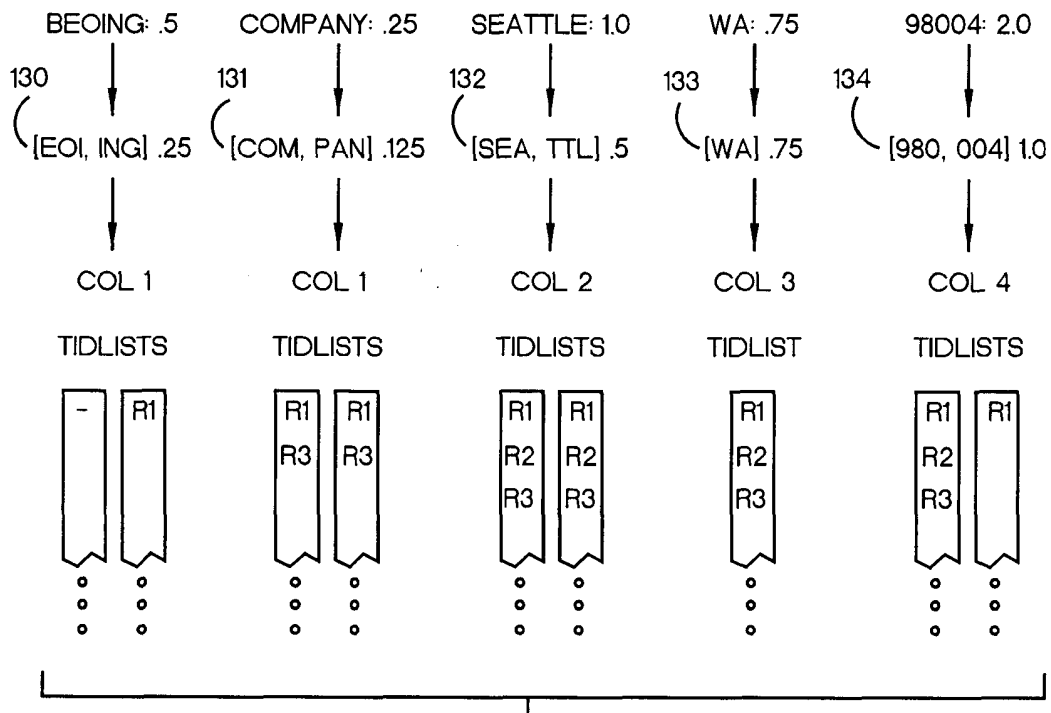 BEOING: .5 COMPANY: .25 SEATTLE: 1.0 WA: .75 98004: 2.0
130 131 132 133 134
[EOI, ING] .25 [COM, PAN] .125 [SEA, TTL] .5 [WA] .75 [980, 004] 1.0
COL 1 COL 1 COL 2 COL 3 COL 4
TIDLISTS TIDLISTS TIDLISTS TIDLIST TIDLISTS
- R1 R1 R1 R1 R1 R1 R1 R1
R3 R3 R2 R2 R2 R2
R3 R3 R3 R3